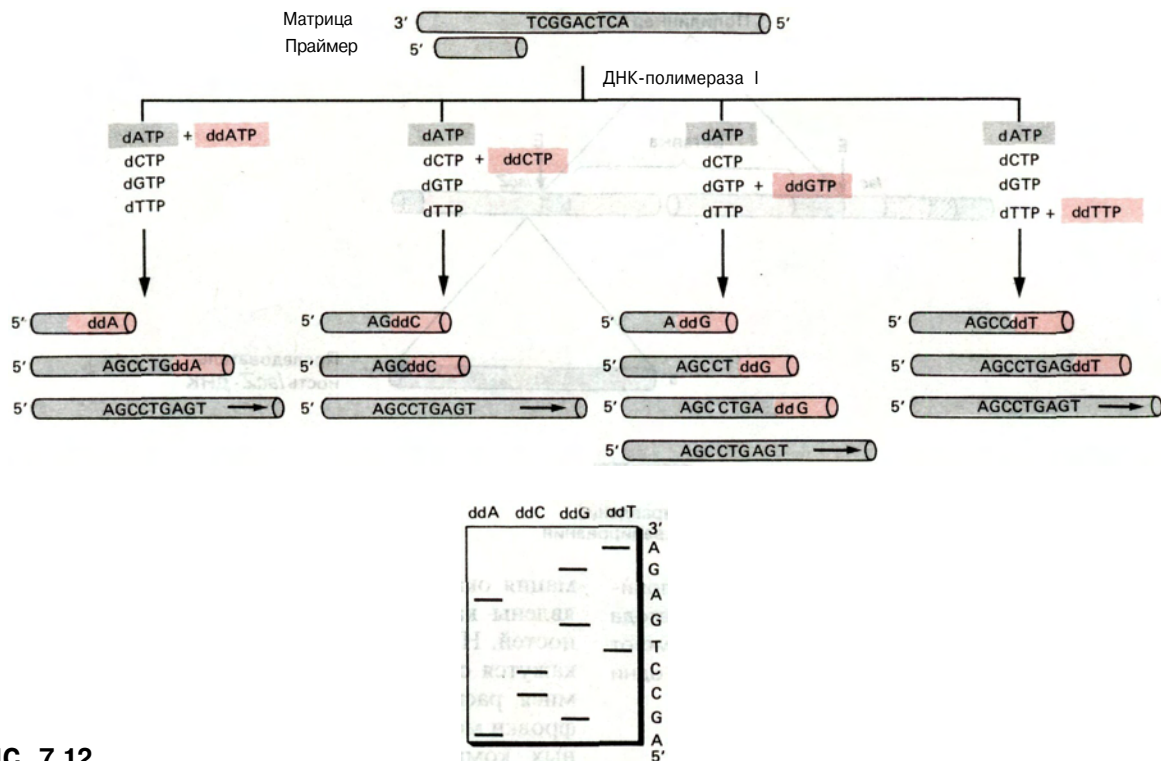 Матрица 3′ TCGGACTCA 5′
Праймер 5′
ДНК-полимераза I
dATP + ddATP
dCTP
dGTP
dTTP
dATP
dCTP + ddCTP
dGTP
dTTP
dATP
dCTP
dGTP + ddGTP
dTTP
dATP
dCTP
dGTP
dTTP + ddTTP
5′ ddA
5′ AGCCTGddA
5′ AGCCTGAGT
5′ AGddC
5′ AGCddC
5′ AGCCTGAGT
5′ A ddG
5′ AGCCT ddG
5′ AGCCTGA ddG
5′ AGCCTGAGT
5′ AGCCddT
5′ AGCCTGAGddT
5′ AGCCTGAGT
ddA ddC ddG ddT
3′
A
G
A
G
T
C
C
G
A
5′
7.12